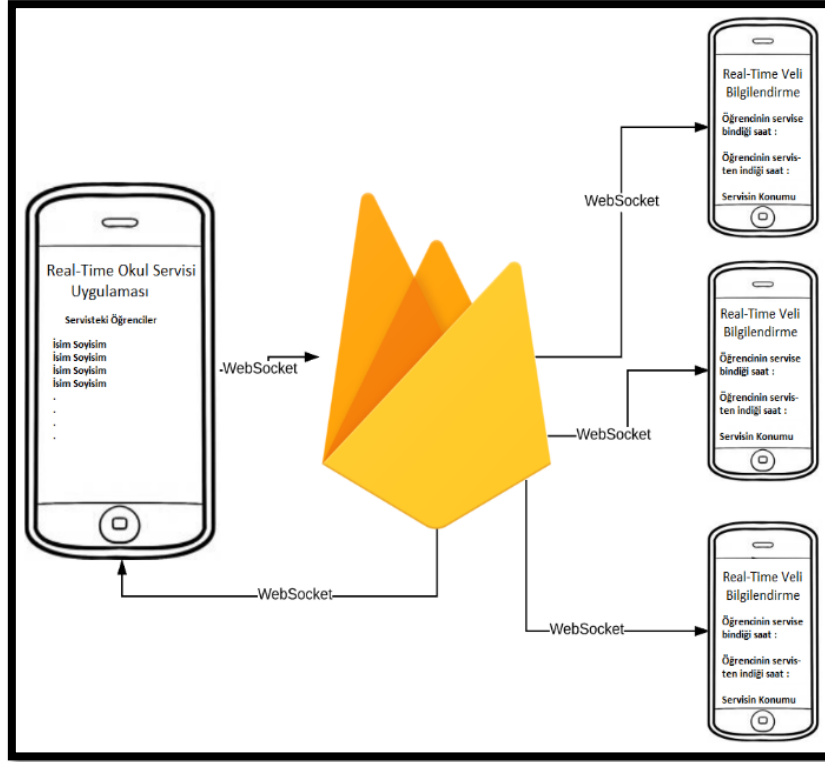 Real-Time Okul Servisi
Uygulaması
Servisteki Öğrenciler
İsim Soyisim
İsim Soyisim
İsim Soyisim
İsim Soyisim
.
.
.
.
WebSocket
WebSocket
WebSocket
WebSocket
WebSocket
Real-Time Veli
Bilgilendirme
Öğrencinin servise
bindiği saat :
Öğrencinin servis-
ten indiği saat :
Servisin Konumu
Real-Time Veli
Bilgilendirme
Öğrencinin servise
bindiği saat :
Öğrencinin servis-
ten indiği saat :
Servisin Konumu
Real-Time Veli
Bilgilendirme
Öğrencinin servise
bindiği saat :
Öğrencinin servis-
ten indiği saat :
Servisin Konumu